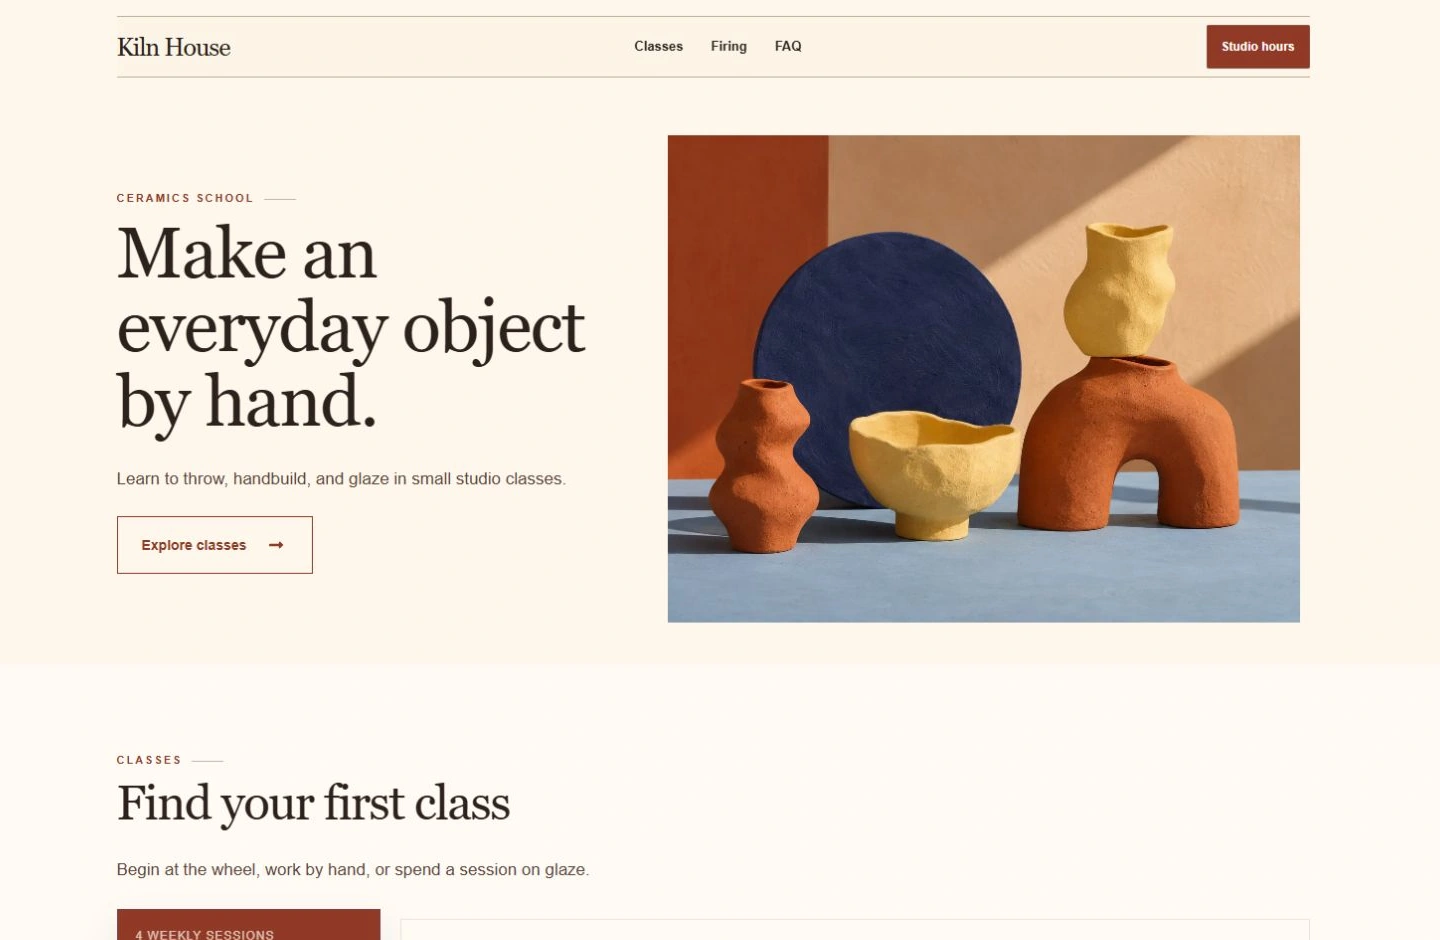 Kiln House
Classes
Firing
FAQ
Studio hours
CERAMICS SCHOOL
Make an
everyday object
by hand.
Learn to throw, handbuild, and glaze in small studio classes.
Explore classes →
CLASSES
Find your first class
Begin at the wheel, work by hand, or spend a session on glaze.
4 WEEKLY SESSIONS